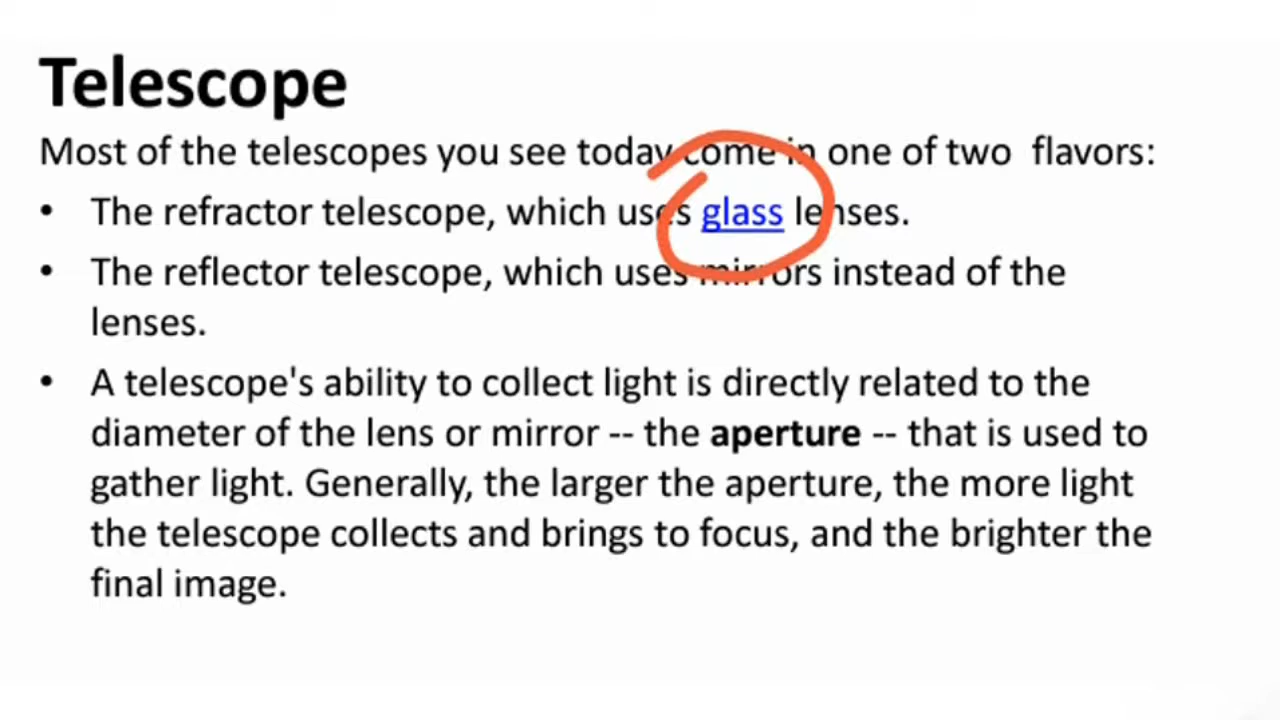 Telescope
Most of the telescopes you see today come in one of two flavors:
• The refractor telescope, which uses glass lenses.
• The reflector telescope, which uses mirrors instead of the
lenses.
• A telescope's ability to collect light is directly related to the
diameter of the lens or mirror -- the aperture -- that is used to
gather light. Generally, the larger the aperture, the more light
the telescope collects and brings to focus, and the brighter the
final image.